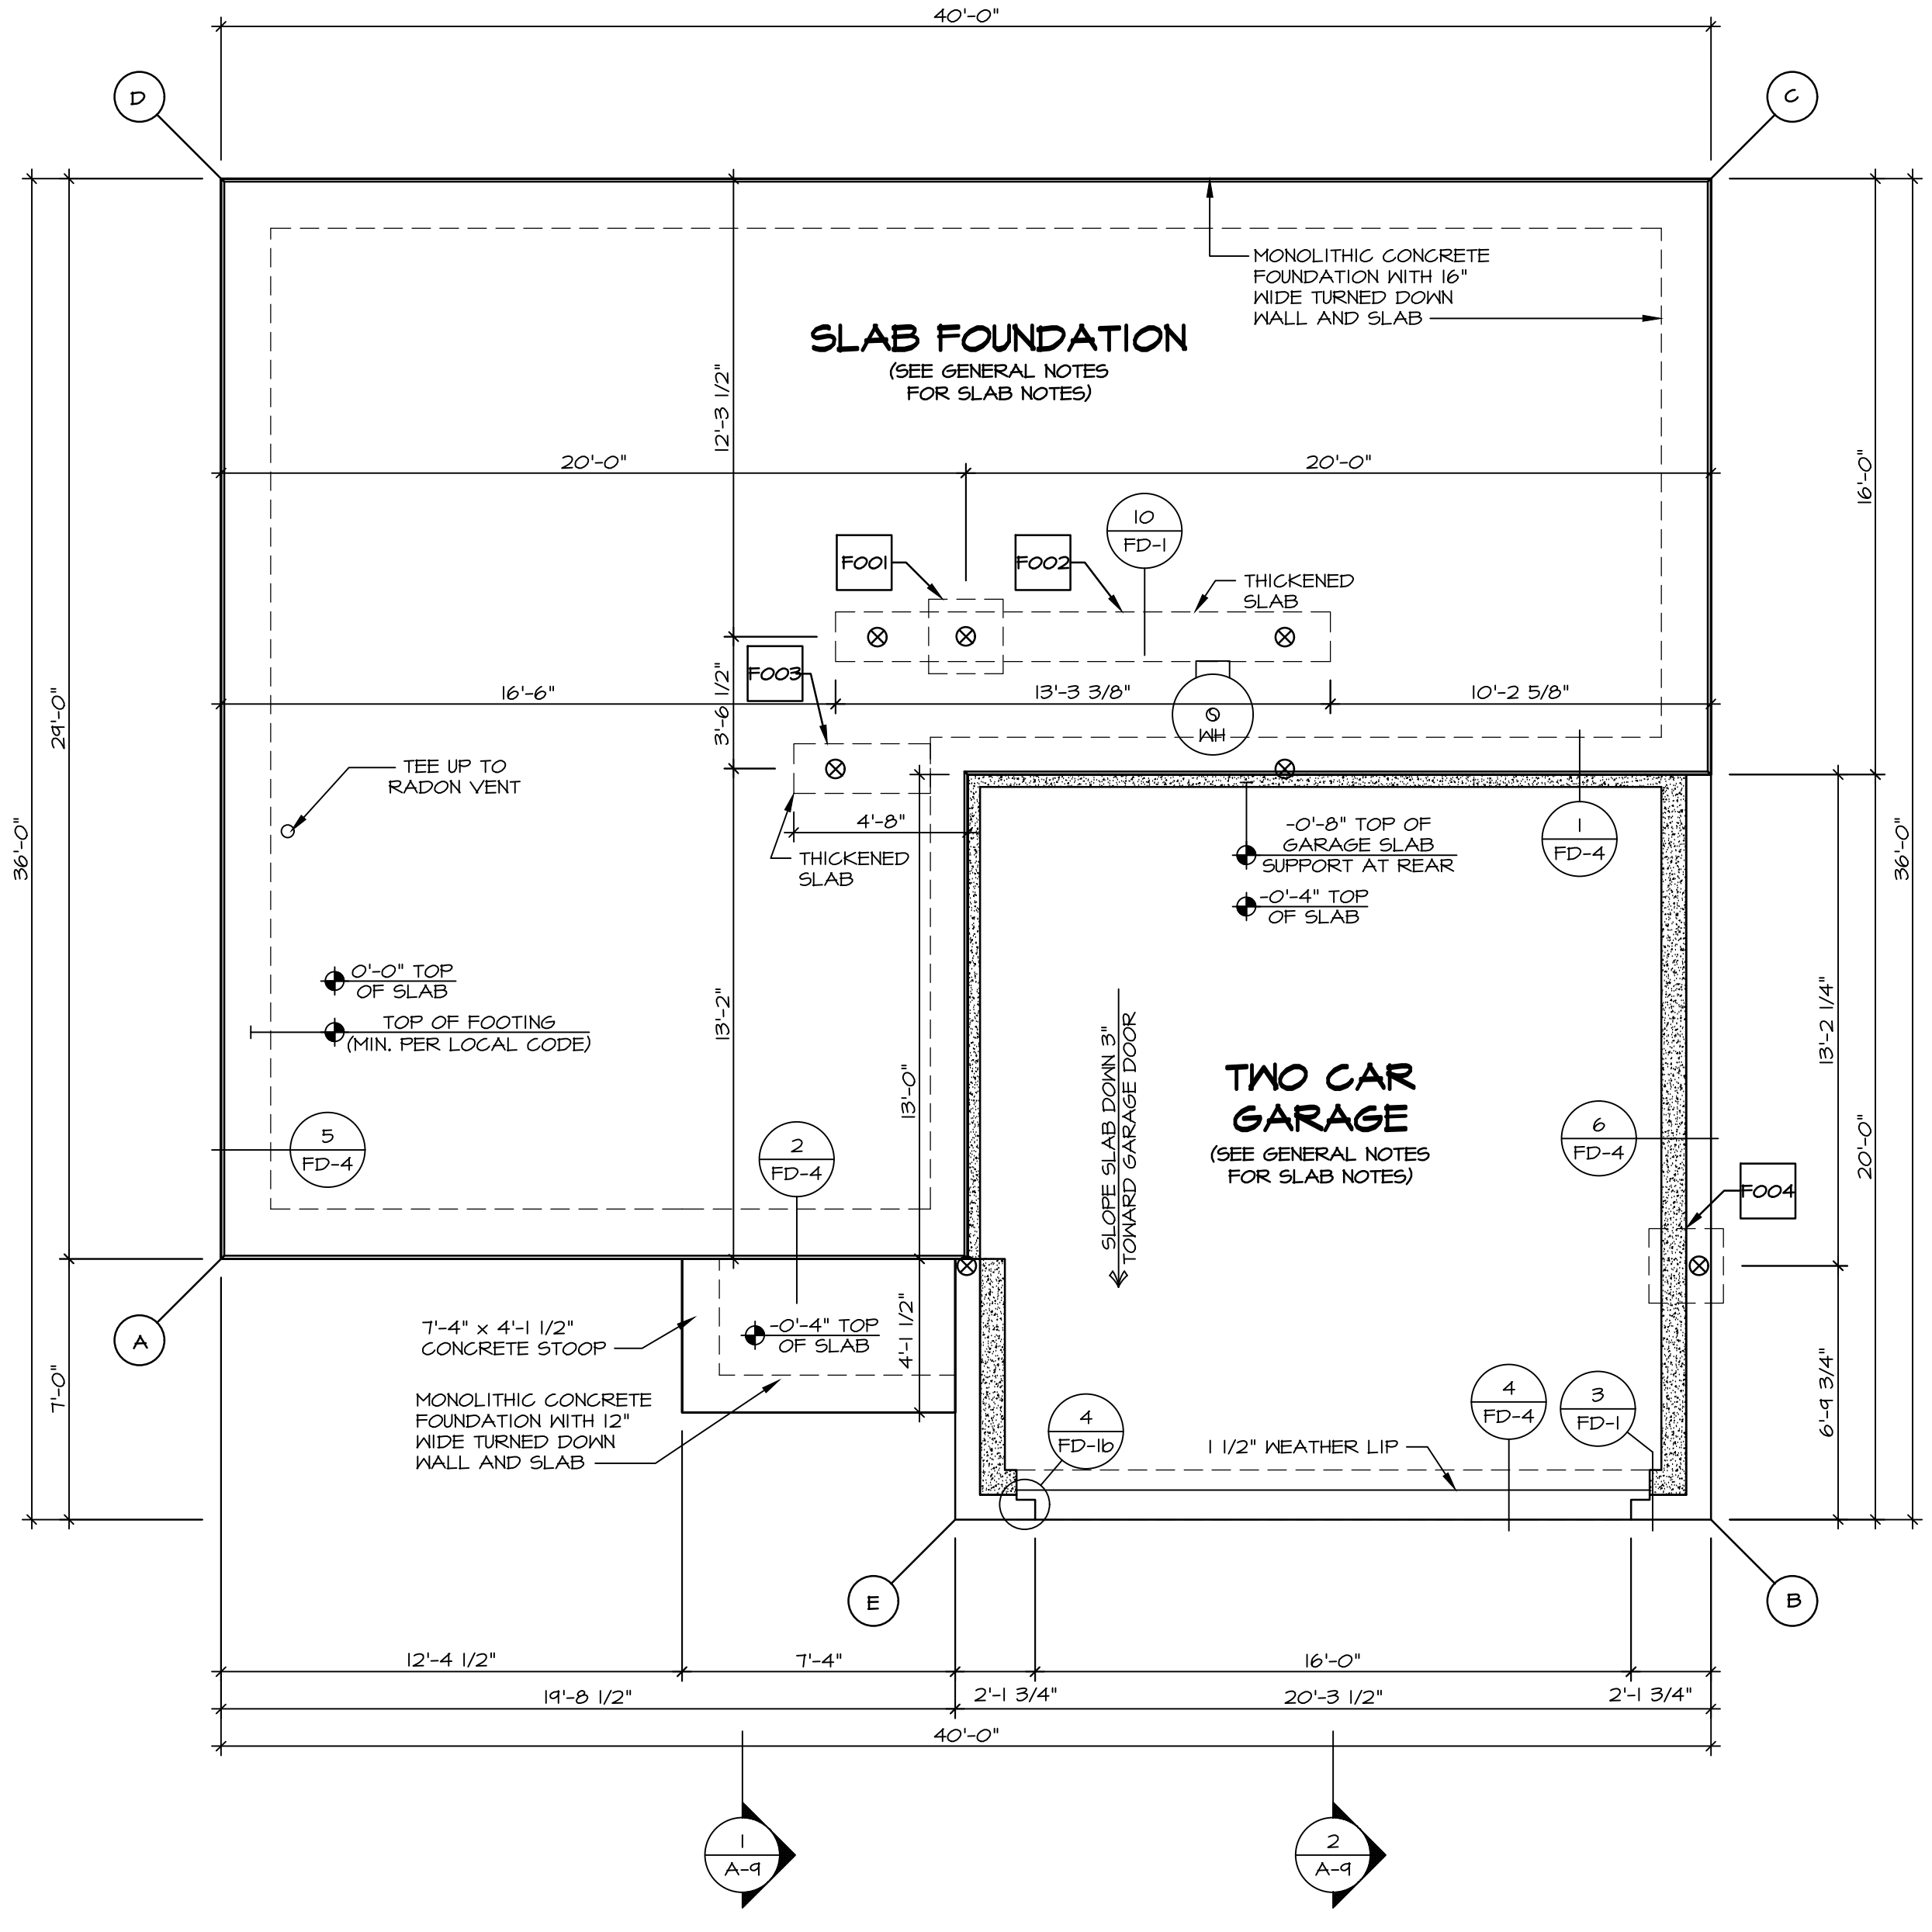 40'-0"
D
C
MONOLITHIC CONCRETE
FOUNDATION WITH 16"
WIDE TURNED DOWN
WALL AND SLAB
SLAB FOUNDATION
(SEE GENERAL NOTES
FOR SLAB NOTES)
12'-3 1/2"
20'-0"
20'-0"
16'-0"
10
FD-1
F001
F002
THICKENED
SLAB
F003
3'-6 1/2"
16'-6"
13'-3 3/8"
10'-2 5/8"
29'-0"
WH
TEE UP TO
RADON VENT
4'-8"
THICKENED
SLAB
-0'-8" TOP OF
GARAGE SLAB
SUPPORT AT REAR
-0'-4" TOP
OF SLAB
1
FD-4
36'-0"
36'-0"
0'-0" TOP
OF SLAB
TOP OF FOOTING
(MIN. PER LOCAL CODE)
13'-2"
13'-0"
13'-2 1/4"
SLOPE SLAB DOWN 3"
TOWARD GARAGE DOOR
TWO CAR
GARAGE
(SEE GENERAL NOTES
FOR SLAB NOTES)
5
FD-4
2
FD-4
6
FD-4
20'-0"
F004
A
7'-4" x 4'-1 1/2"
CONCRETE STOOP
-0'-4" TOP
OF SLAB
4'-1 1/2"
7'-0"
MONOLITHIC CONCRETE
FOUNDATION WITH 12"
WIDE TURNED DOWN
WALL AND SLAB
4
FD-1b
1 1/2" WEATHER LIP
4
FD-4
3
FD-1
6'-9 3/4"
E
B
12'-4 1/2"
7'-4"
16'-0"
19'-8 1/2"
2'-1 3/4"
20'-3 1/2"
2'-1 3/4"
40'-0"
1
A-9
2
A-9